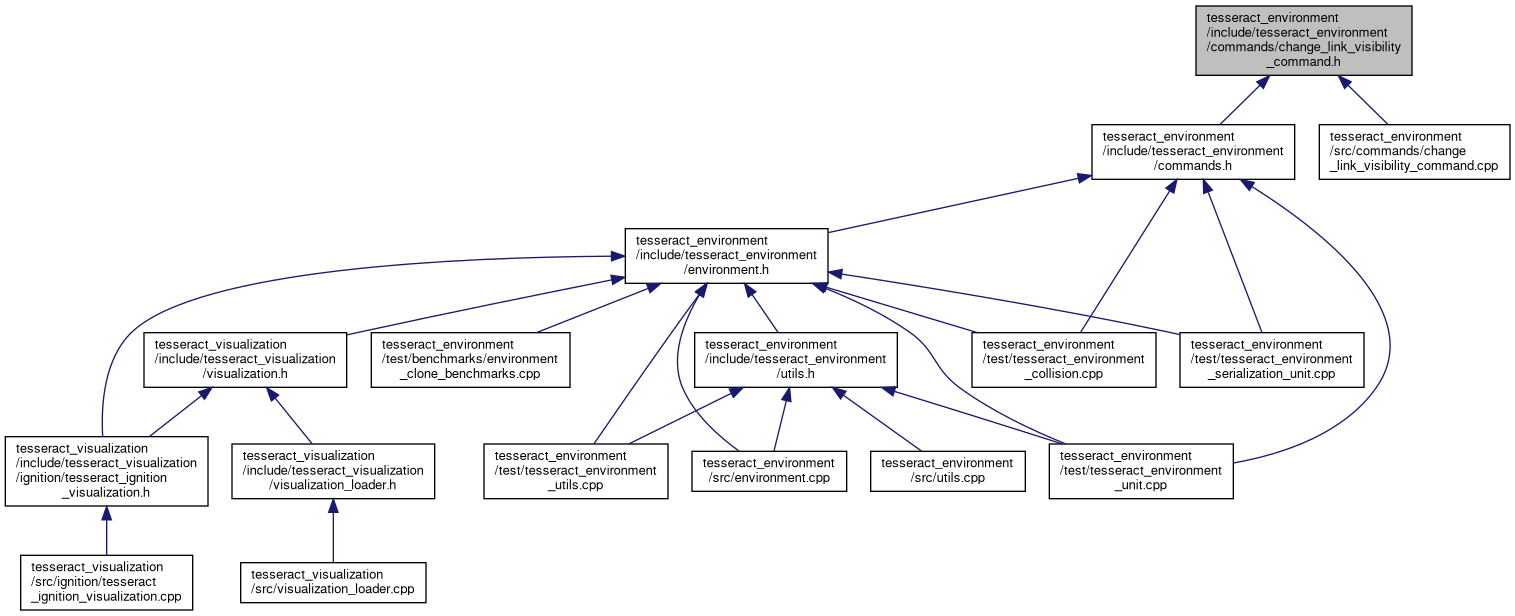 tesseract_environment
/include/tesseract_environment
/commands/change_link_visibility
_command.h
tesseract_environment
/include/tesseract_environment
/commands.h
tesseract_environment
/src/commands/change
_link_visibility_command.cpp
tesseract_environment
/include/tesseract_environment
/environment.h
tesseract_visualization
/include/tesseract_visualization
/visualization.h
tesseract_environment
/test/benchmarks/environment
_clone_benchmarks.cpp
tesseract_environment
/include/tesseract_environment
/utils.h
tesseract_environment
/test/tesseract_environment
_collision.cpp
tesseract_environment
/test/tesseract_environment
_serialization_unit.cpp
tesseract_visualization
/include/tesseract_visualization
/ignition/tesseract_ignition
_visualization.h
tesseract_visualization
/include/tesseract_visualization
/visualization_loader.h
tesseract_environment
/test/tesseract_environment
_utils.cpp
tesseract_environment
/src/environment.cpp
tesseract_environment
/src/utils.cpp
tesseract_environment
/test/tesseract_environment
_unit.cpp
tesseract_visualization
/src/ignition/tesseract
_ignition_visualization.cpp
tesseract_visualization
/src/visualization_loader.cpp